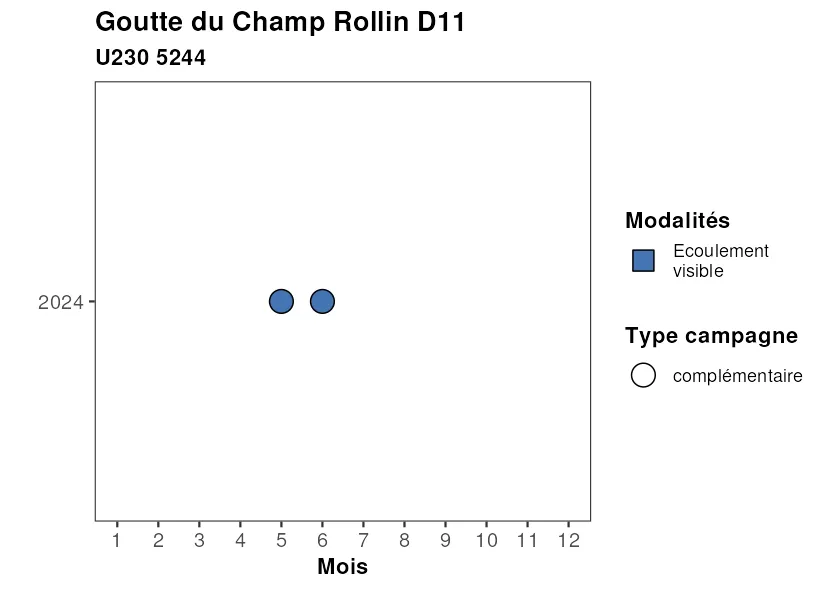 Goutte du Champ Rollin D11
U230 5244
2024
1 2 3 4 5 6 7 8 9 10 11 12
Mois
Modalités
Ecoulement
visible
Type campagne
complémentaire